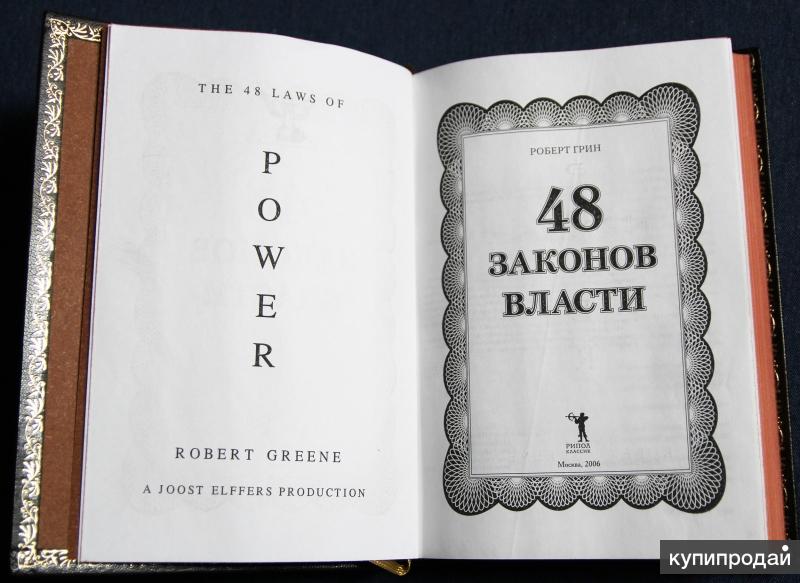 THE 48 LAWS OF
P
O
W
E
R
ROBERT GREENE
A JOOST ELFFERS PRODUCTION
РОБЕРТ ГРИН
48
ЗАКОНОВ
ВЛАСТИ
РИПОЛ
КЛАССИК
Москва, 2006
купипродай